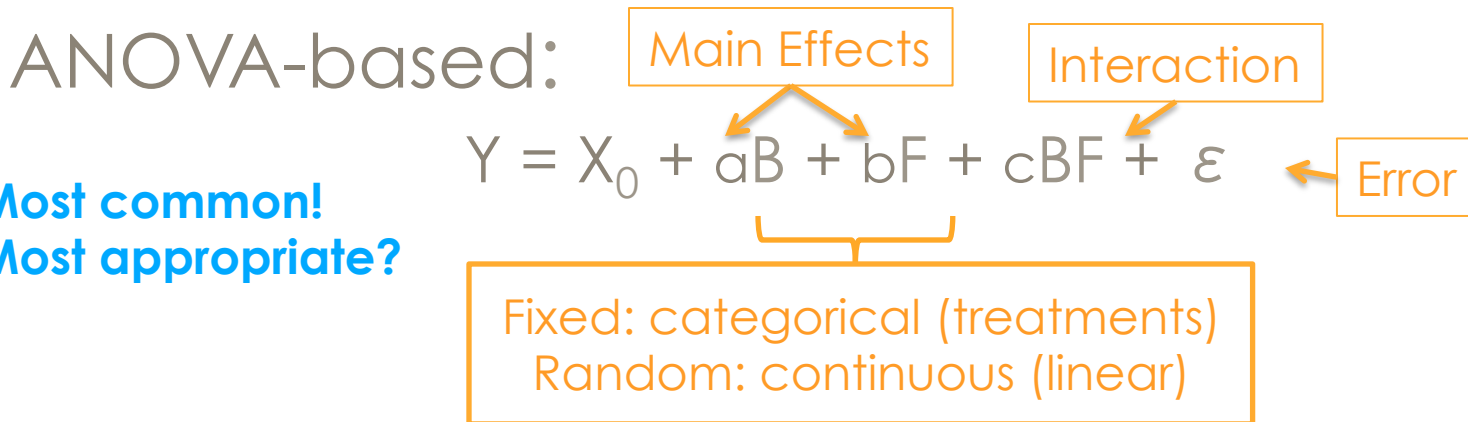 ANOVA-based:
Main Effects
Interaction
Y = X₀ + aB + bF + cBF + ε
Error
Most common!
Most appropriate?
Fixed: categorical (treatments)
Random: continuous (linear)